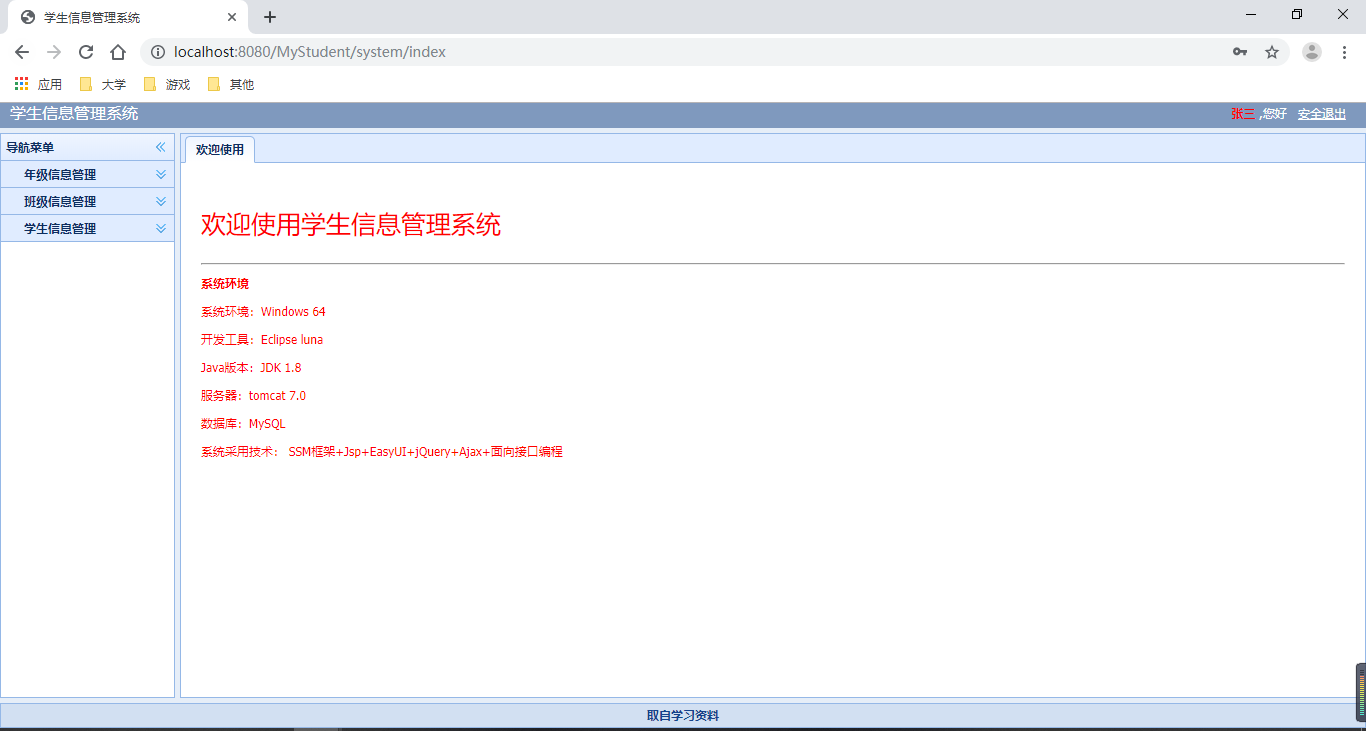 学生信息管理系统
localhost:8080/MyStudent/system/index
应用 大学 游戏 其他
学生信息管理系统 张三 ,您好 安全退出
导航菜单
年级信息管理
班级信息管理
学生信息管理
欢迎使用
欢迎使用学生信息管理系统
系统环境
系统环境：Windows 64
开发工具：Eclipse luna
Java版本：JDK 1.8
服务器：tomcat 7.0
数据库：MySQL
系统采用技术： SSM框架+Jsp+EasyUI+jQuery+Ajax+面向接口编程
取自学习资料